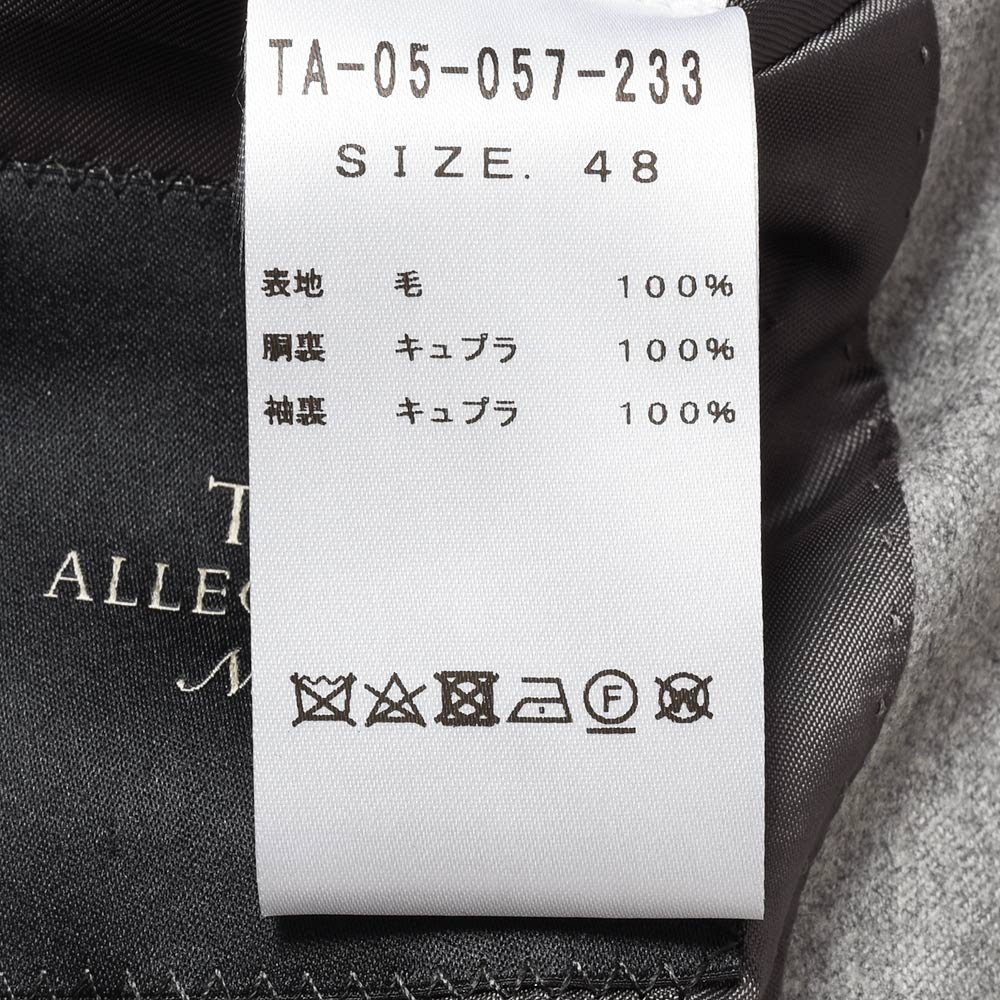 TA-05-057-233
SIZE. 48
表地 毛 100%
胴裏 キュプラ 100%
袖裏 キュプラ 100%
F W
T
ALLE